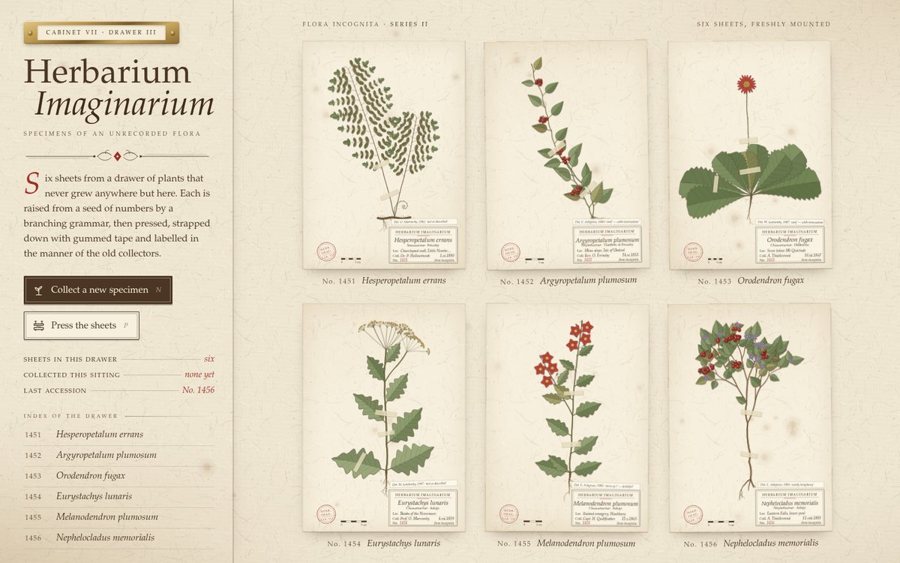 CABINET VII · DRAWER III
Herbarium
Imaginarium
SPECIMENS OF AN UNRECORDED FLORA
Six sheets from a drawer of plants that
never grew anywhere but here. Each is
raised from a seed of numbers by a
branching grammar, then pressed, strapped
down with gummed tape and labelled in
the manner of the old collectors.
Collect a new specimen N
Press the sheets P
SHEETS IN THIS DRAWER six
COLLECTED THIS SITTING none yet
LAST ACCESSION No. 1456
INDEX OF THE DRAWER
1451 Hesperopetalum errans
1452 Argyropetalum plumosum
1453 Orodendron fugax
1454 Eurystachys lunaris
1455 Melanodendron plumosum
1456 Nephelocladus memorialis
FLORA INCOGNITA · SERIES II
SIX SHEETS, FRESHLY MOUNTED
HERBARIUM IMAGINARIUM
Hesperopetalum errans
No. 1451 Hesperopetalum errans
HERBARIUM IMAGINARIUM
Argyropetalum plumosum
No. 1452 Argyropetalum plumosum
HERBARIUM IMAGINARIUM
Orodendron fugax
No. 1453 Orodendron fugax
HERBARIUM IMAGINARIUM
Eurystachys lunaris
No. 1454 Eurystachys lunaris
HERBARIUM IMAGINARIUM
Melanodendron plumosum
No. 1455 Melanodendron plumosum
HERBARIUM IMAGINARIUM
Nephelocladus memorialis
No. 1456 Nephelocladus memorialis